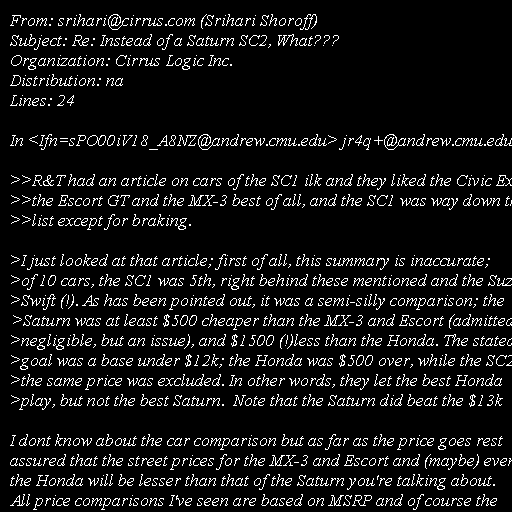 From: srihari@cirrus.com (Srihari Shoroff)
Subject: Re: Instead of a Saturn SC2, What???
Organization: Cirrus Logic Inc.
Distribution: na
Lines: 24

In <Ifn=sPO00iV18_A8NZ@andrew.cmu.edu> jr4q+@andrew.cmu.edu

>>R&T had an article on cars of the SC1 ilk and they liked the Civic Ex
>>the Escort GT and the MX-3 best of all, and the SC1 was way down th
>>list except for braking.

>I just looked at that article; first of all, this summary is inaccurate;
>of 10 cars, the SC1 was 5th, right behind these mentioned and the Suz
>Swift (!). As has been pointed out, it was a semi-silly comparison; the
>Saturn was at least $500 cheaper than the MX-3 and Escort (admitted
>negligible, but an issue), and $1500 (!)less than the Honda. The stated
>goal was a base under $12k; the Honda was $500 over, while the SC2
>the same price was excluded. In other words, they let the best Honda
>play, but not the best Saturn.  Note that the Saturn did beat the $13k

I dont know about the car comparison but as far as the price goes rest
assured that the street prices for the MX-3 and Escort and (maybe) ever
the Honda will be lesser than that of the Saturn you're talking about.
All price comparisons I've seen are based on MSRP and of course the